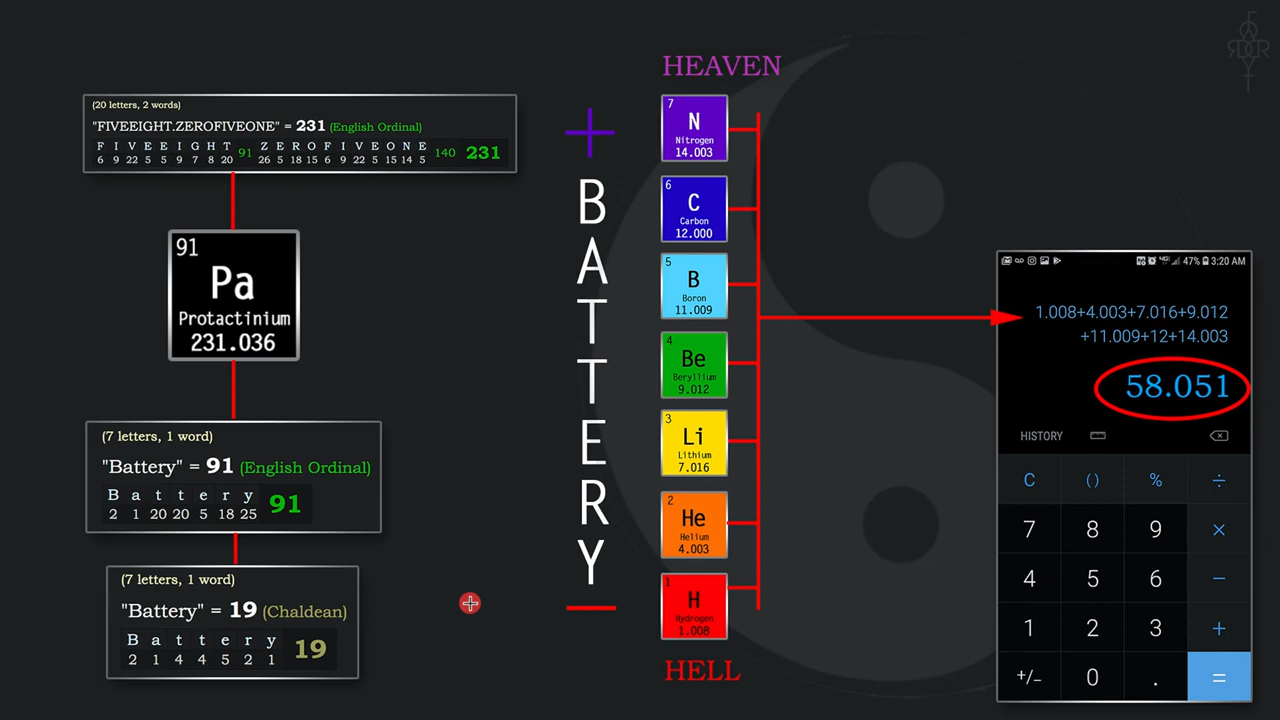 (20 letters, 2 words)
"FIVEEIGHT.ZEROFIVEONE" = 231 (English Ordinal)
F I V E E I G H T 91 Z E R O F I V E O N E 140 231
6 9 22 5 5 9 7 8 20 26 5 18 15 6 9 22 5 15 14 5
91
Pa
Protactinium
231.036
(7 letters, 1 word)
"Battery" = 91 (English Ordinal)
B a t t e r y 91
2 1 20 20 5 18 25
(7 letters, 1 word)
"Battery" = 19 (Chaldean)
B a t t e r y 19
2 1 4 4 5 2 1
+
B
A
T
T
E
R
Y
HEAVEN
7
N
Nitrogen
14.003
6
C
Carbon
12.000
5
B
Boron
11.009
4
Be
Beryllium
9.012
3
Li
Lithium
7.016
2
He
Helium
4.003
1
H
Hydrogen
1.008
HELL
47% 3:20 AM
1.008+4.003+7.016+9.012
+11.009+12+14.003
58.051
HISTORY
C () % ÷
7 8 9 ×
4 5 6 −
1 2 3 +
+/− 0 . =